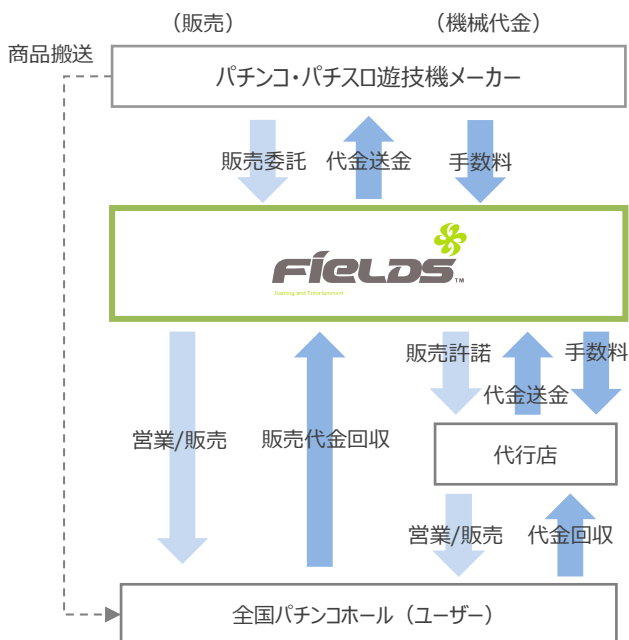 （販売）
（機械代金）
商品搬送
パチンコ・パチスロ遊技機メーカー
販売委託
代金送金
手数料
FIELDS™
Gaming and Entertainment
販売許諾
手数料
代金送金
営業/販売
販売代金回収
代行店
営業/販売
代金回収
全国パチンコホール（ユーザー）